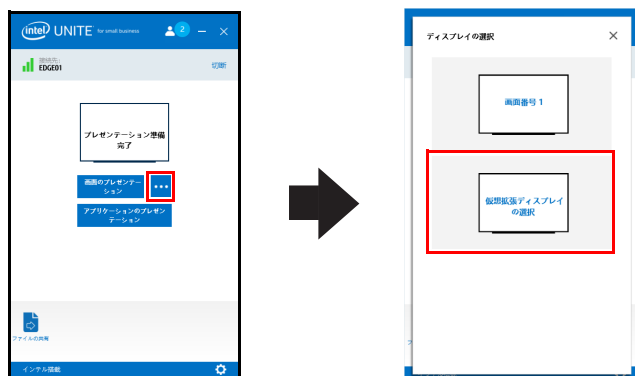 intel UNITE for small business
2
接続先:
EDGE01
切断
プレゼンテーション準備
完了
画面のプレゼンテー
ション
アプリケーションのプレゼン
テーション
ファイルの共有
インテル搭載
ディスプレイの選択
画面番号 1
仮想拡張ディスプレイ
の選択